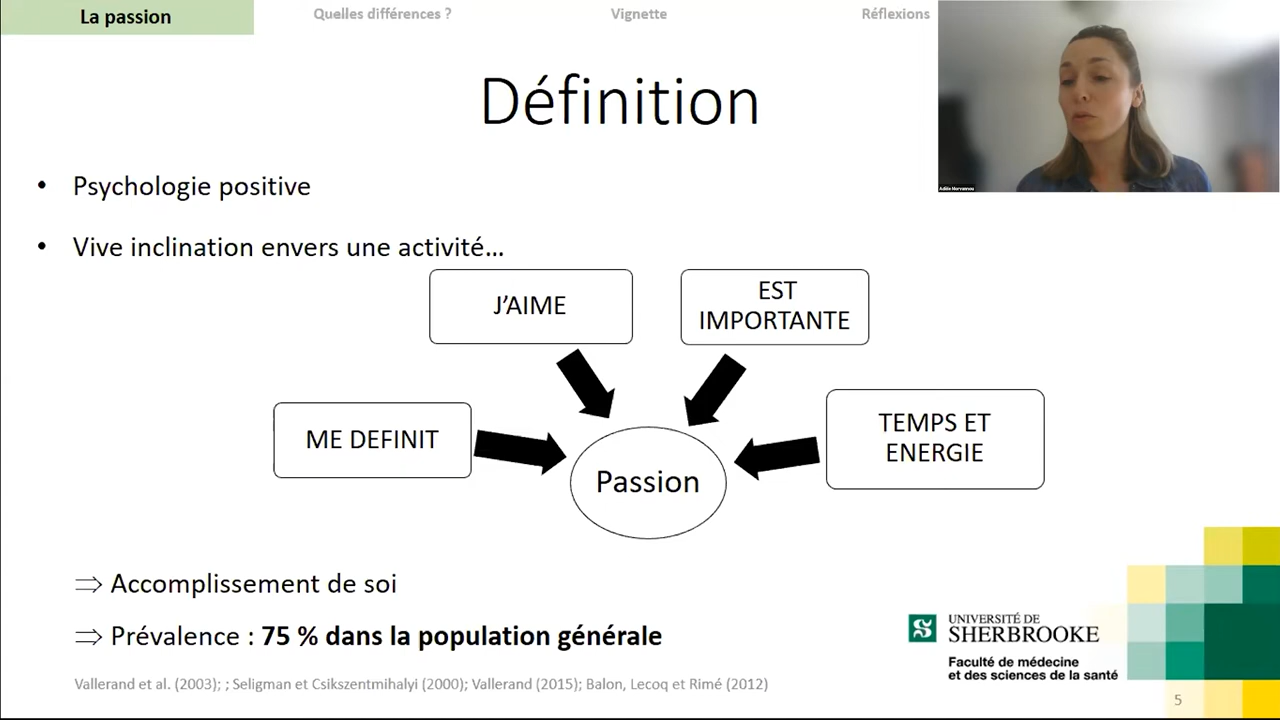 La passion
Quelles différences ?
Vignette
Réflexions
Définition
• Psychologie positive
• Vive inclination envers une activité…
J'AIME
EST
IMPORTANTE
ME DEFINIT
TEMPS ET
ENERGIE
Passion
⇒ Accomplissement de soi
⇒ Prévalence : 75 % dans la population générale
Vallerand et al. (2003); ; Seligman et Csikszentmihalyi (2000); Vallerand (2015); Balon, Lecoq et Rimé (2012)
UNIVERSITÉ DE
SHERBROOKE
Faculté de médecine
et des sciences de la santé
5